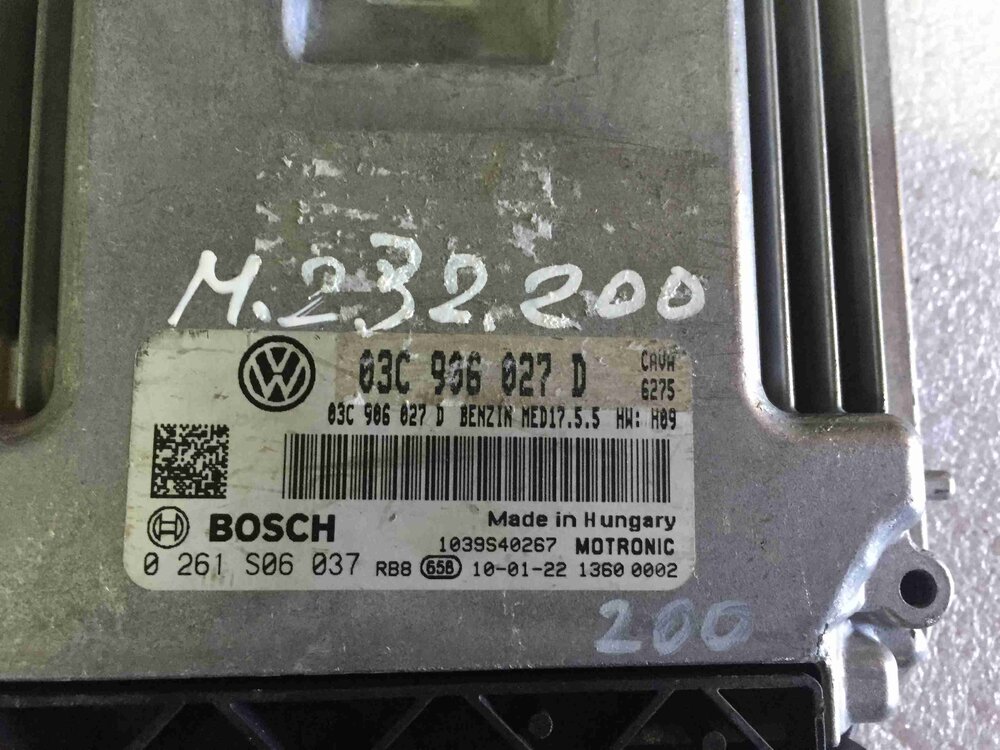 M.232.200
03C 906 027 D CAVW
6275
03C 906 027 D BENZIN MED17.5.5 HW: H09
BOSCH
Made in Hungary
1039S40267 MOTRONIC
0 261 S06 037 RB8 658 10-01-22 1360 0002
200